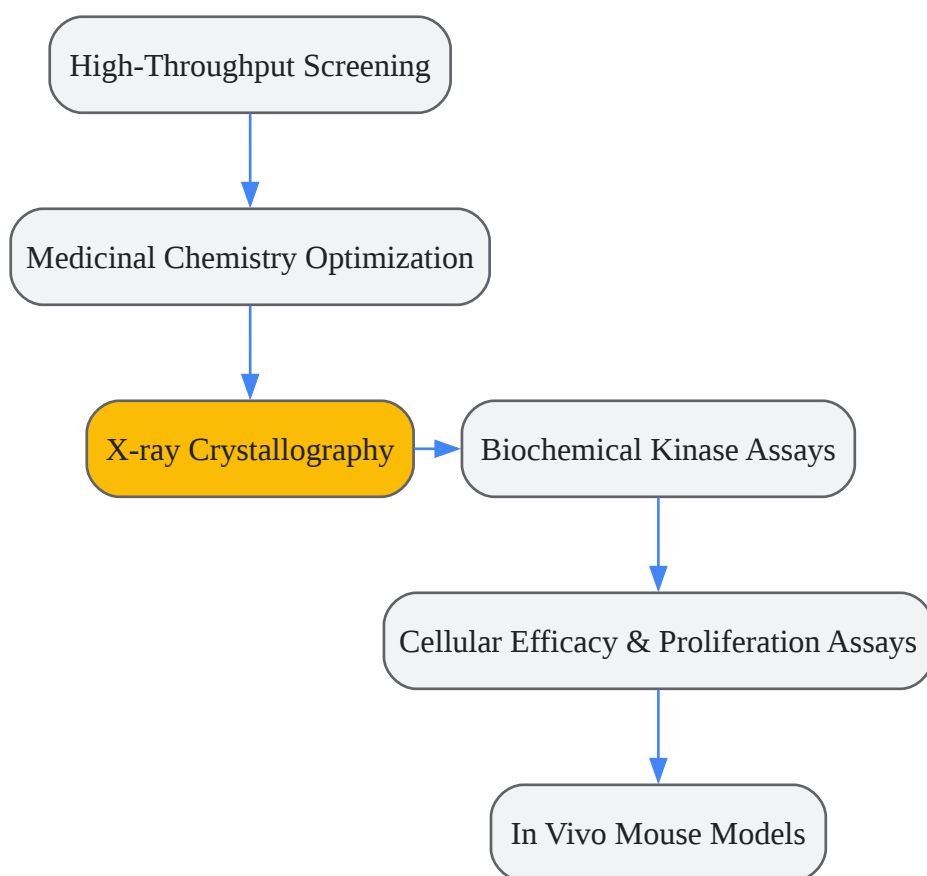 High-Throughput Screening
Medicinal Chemistry Optimization
X-ray Crystallography
Biochemical Kinase Assays
Cellular Efficacy & Proliferation Assays
In Vivo Mouse Models